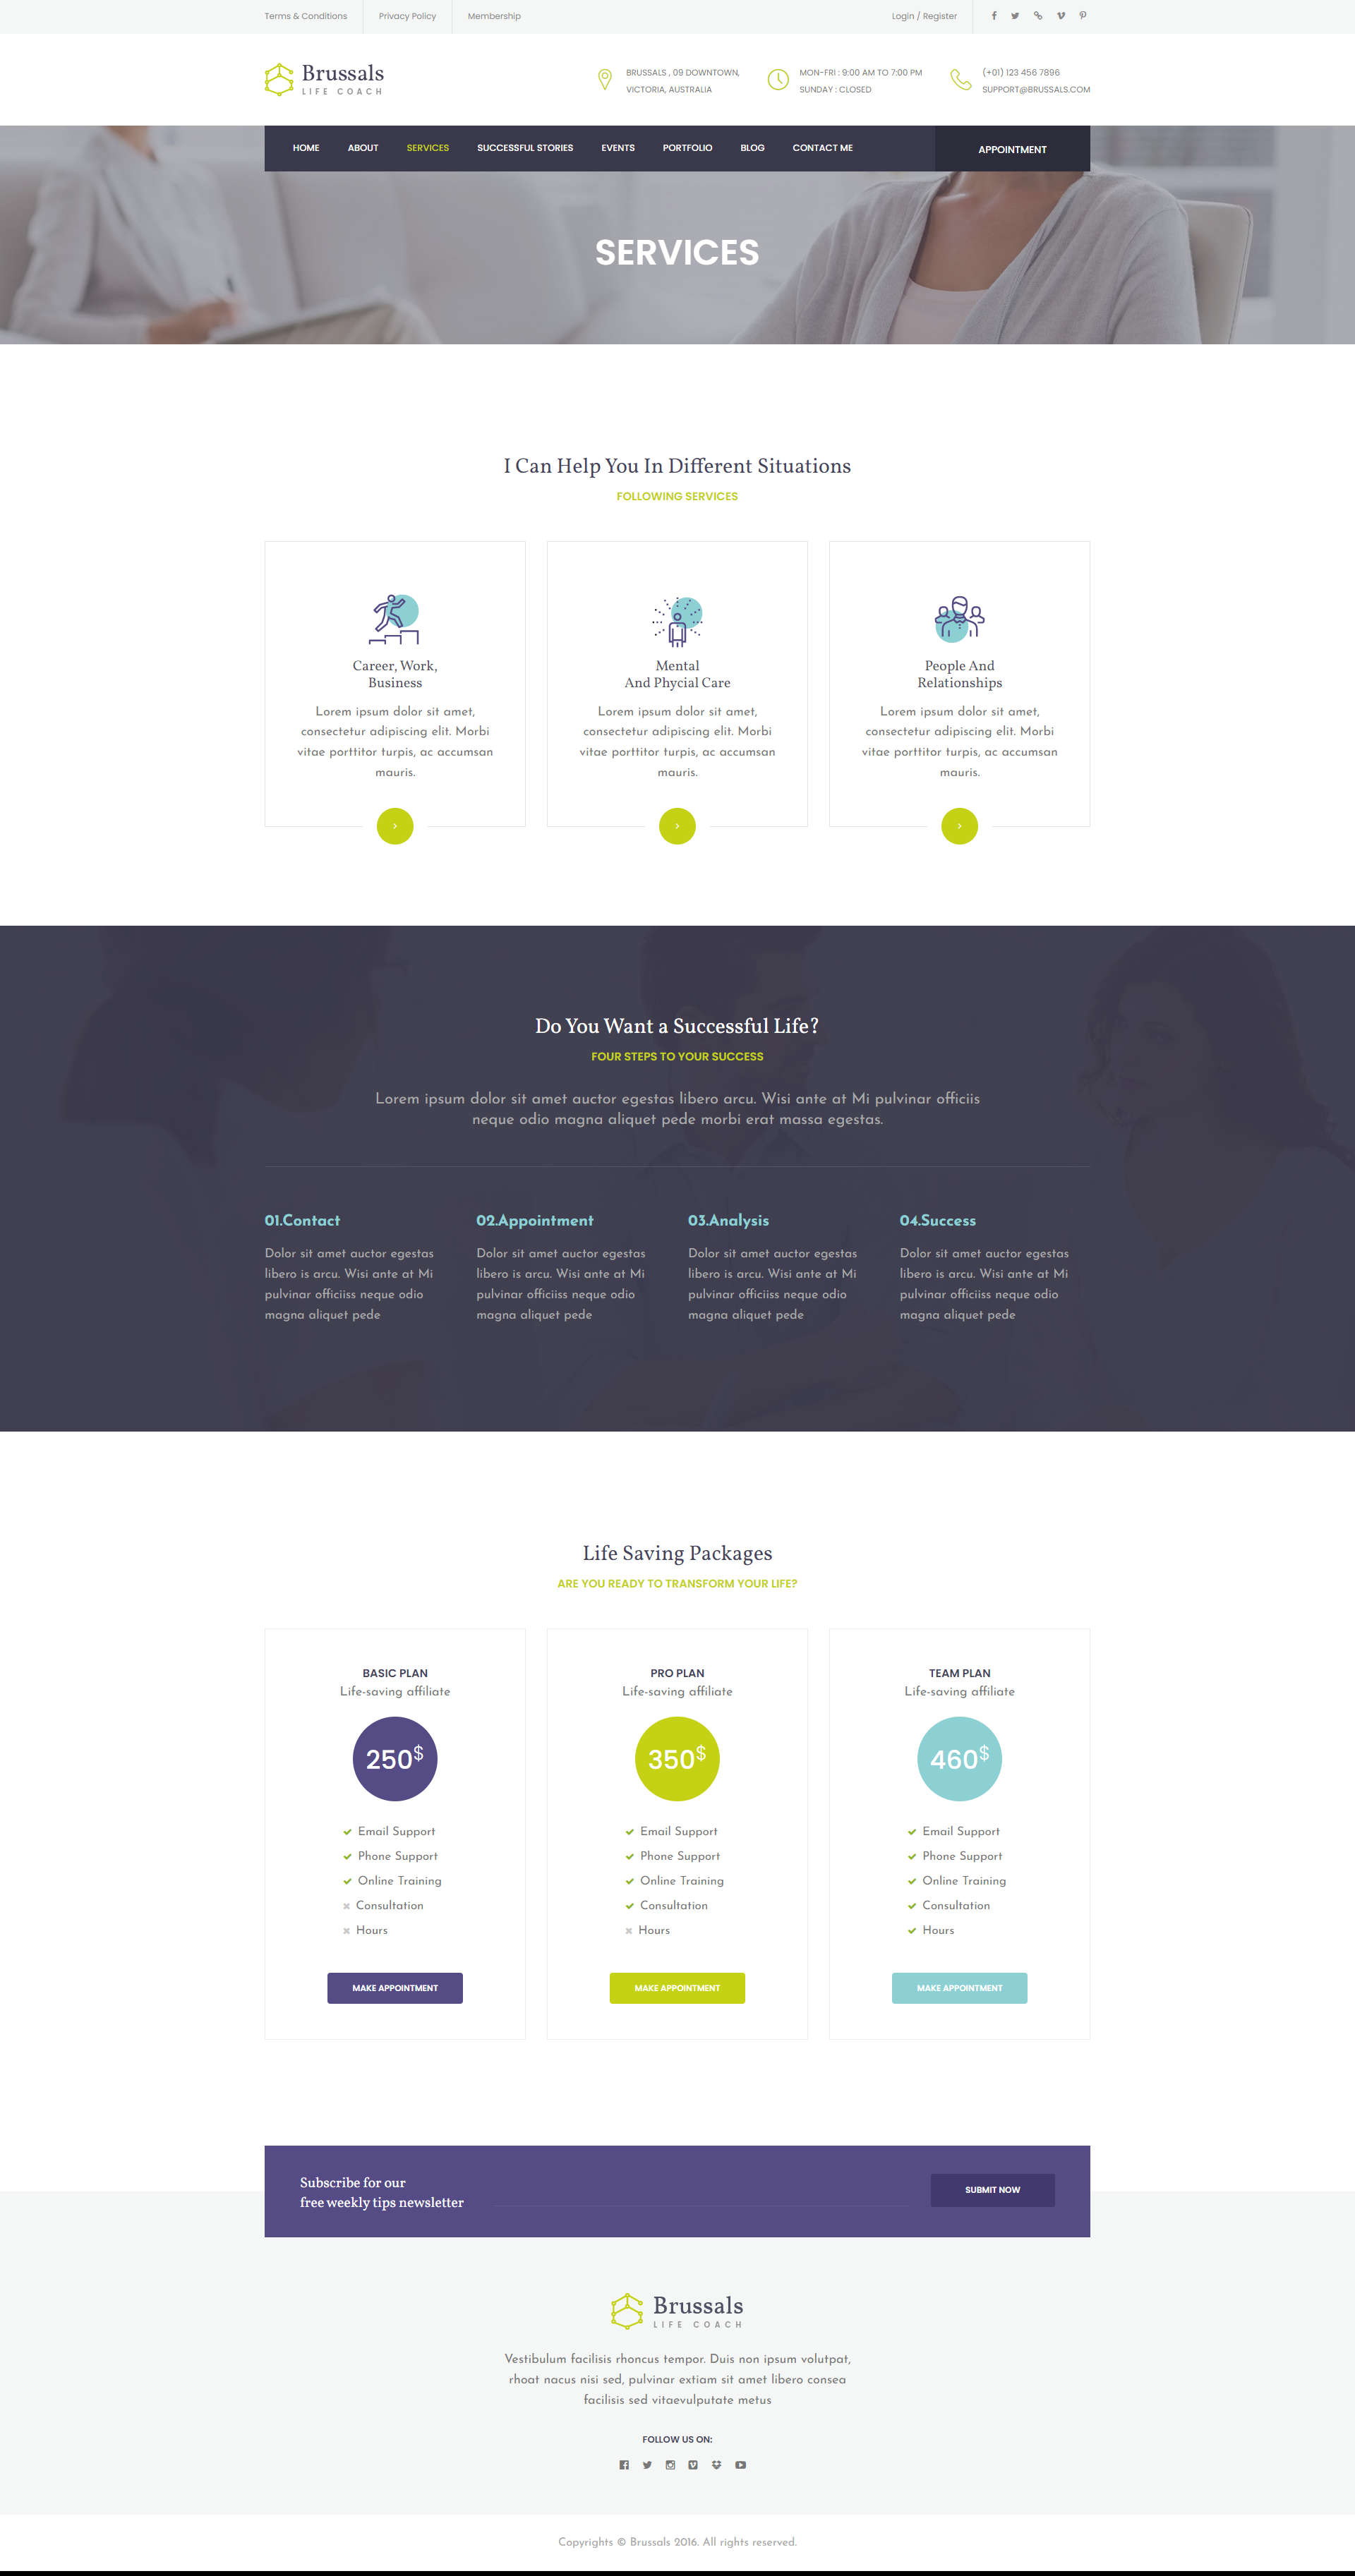 Terms & Conditions
Privacy Policy
Membership
Login / Register
Brussals
LIFE COACH
BRUSSALS , 09 DOWNTOWN,
VICTORIA, AUSTRALIA
MON-FRI : 9:00 AM TO 7:00 PM
SUNDAY : CLOSED
(+01) 123 456 7896
SUPPORT@BRUSSALS.COM
HOME
ABOUT
SERVICES
SUCCESSFUL STORIES
EVENTS
PORTFOLIO
BLOG
CONTACT ME
APPOINTMENT
SERVICES
I Can Help You In Different Situations
FOLLOWING SERVICES
Career, Work,
Business
Lorem ipsum dolor sit amet,
consectetur adipiscing elit. Morbi
vitae porttitor turpis, ac accumsan
mauris.
Mental
And Phycial Care
Lorem ipsum dolor sit amet,
consectetur adipiscing elit. Morbi
vitae porttitor turpis, ac accumsan
mauris.
People And
Relationships
Lorem ipsum dolor sit amet,
consectetur adipiscing elit. Morbi
vitae porttitor turpis, ac accumsan
mauris.
Do You Want a Successful Life?
FOUR STEPS TO YOUR SUCCESS
Lorem ipsum dolor sit amet auctor egestas libero arcu. Wisi ante at Mi pulvinar officiis
neque odio magna aliquet pede morbi erat massa egestas.
01.Contact
Dolor sit amet auctor egestas
libero is arcu. Wisi ante at Mi
pulvinar officiiss neque odio
magna aliquet pede
02.Appointment
Dolor sit amet auctor egestas
libero is arcu. Wisi ante at Mi
pulvinar officiiss neque odio
magna aliquet pede
03.Analysis
Dolor sit amet auctor egestas
libero is arcu. Wisi ante at Mi
pulvinar officiiss neque odio
magna aliquet pede
04.Success
Dolor sit amet auctor egestas
libero is arcu. Wisi ante at Mi
pulvinar officiiss neque odio
magna aliquet pede
Life Saving Packages
ARE YOU READY TO TRANSFORM YOUR LIFE?
BASIC PLAN
Life-saving affiliate
250$
Email Support
Phone Support
Online Training
Consultation
Hours
MAKE APPOINTMENT
PRO PLAN
Life-saving affiliate
350$
Email Support
Phone Support
Online Training
Consultation
Hours
MAKE APPOINTMENT
TEAM PLAN
Life-saving affiliate
460$
Email Support
Phone Support
Online Training
Consultation
Hours
MAKE APPOINTMENT
Subscribe for our
free weekly tips newsletter
SUBMIT NOW
Brussals
LIFE COACH
Vestibulum facilisis rhoncus tempor. Duis non ipsum volutpat,
rhoat nacus nisi sed, pulvinar extiam sit amet libero consea
facilisis sed vitaevulputate metus
FOLLOW US ON:
Copyrights © Brussals 2016. All rights reserved.